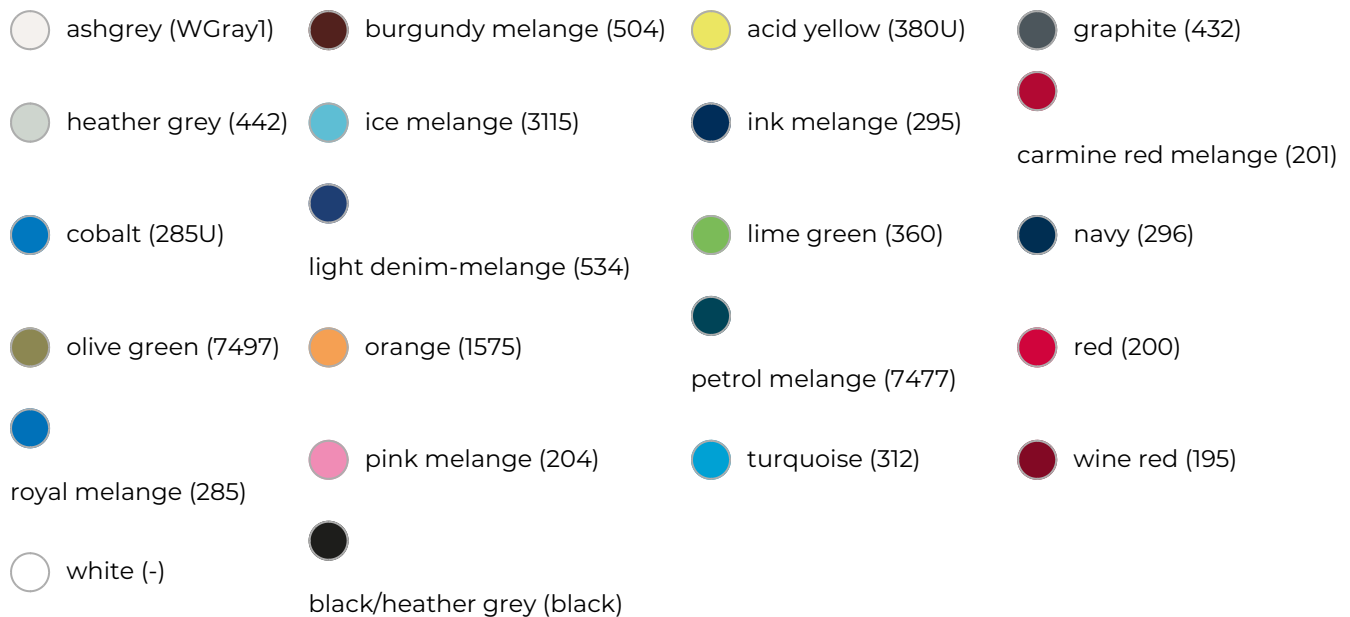 ashgrey (WGray1)
burgundy melange (504)
acid yellow (380U)
graphite (432)
heather grey (442)
ice melange (3115)
ink melange (295)
carmine red melange (201)
cobalt (285U)
light denim-melange (534)
lime green (360)
navy (296)
olive green (7497)
orange (1575)
petrol melange (7477)
red (200)
royal melange (285)
pink melange (204)
turquoise (312)
wine red (195)
white (-)
black/heather grey (black)